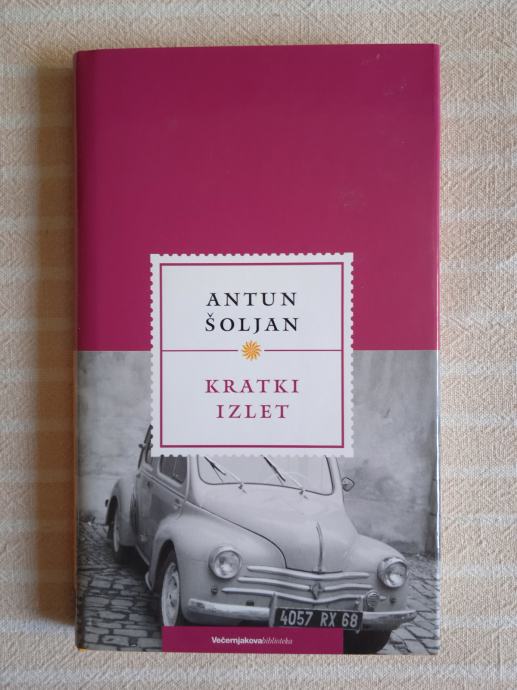 ANTUN
ŠOLJAN
KRATKI
IZLET
4057 RX 68
Večernjakovabiblioteka